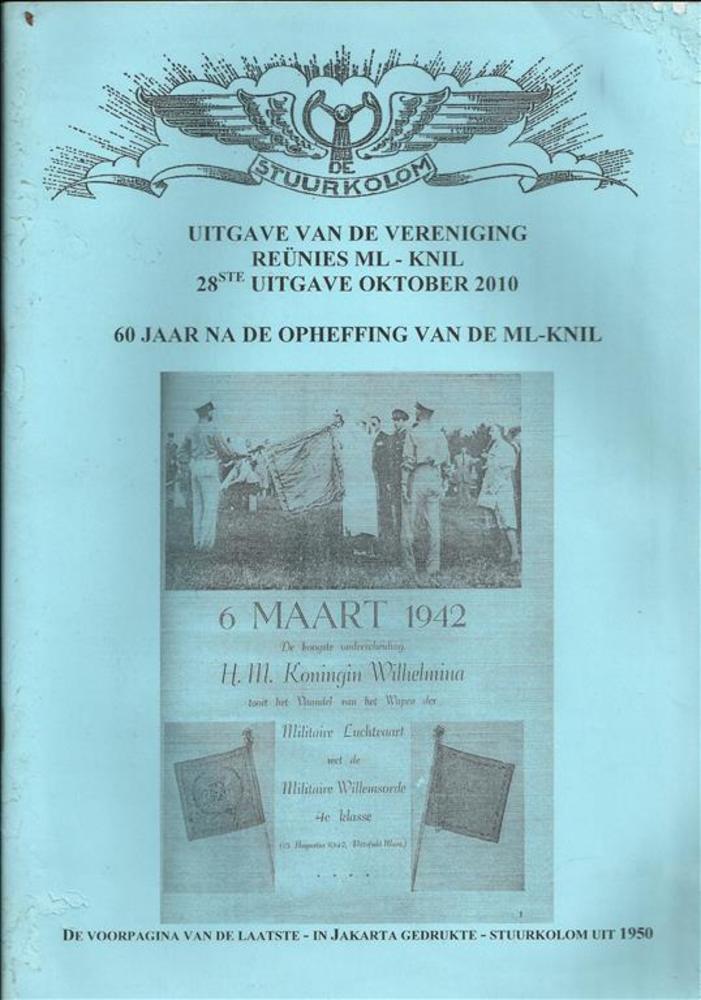 DE
STUURKOLOM
UITGAVE VAN DE VERENIGING
REÜNIES ML - KNIL
28STE UITGAVE OKTOBER 2010
60 JAAR NA DE OPHEFFING VAN DE ML-KNIL
6 MAART 1942
De hoogste onderscheiding.
H. M. Koningin Wilhelmina
tooit het Vaandel van het Wapen der
Militaire Luchtvaart
met de
Militaire Willemsorde
4e klasse
1942,
1
DE VOORPAGINA VAN DE LAATSTE - IN JAKARTA GEDRUKTE - STUURKOLOM UIT 1950